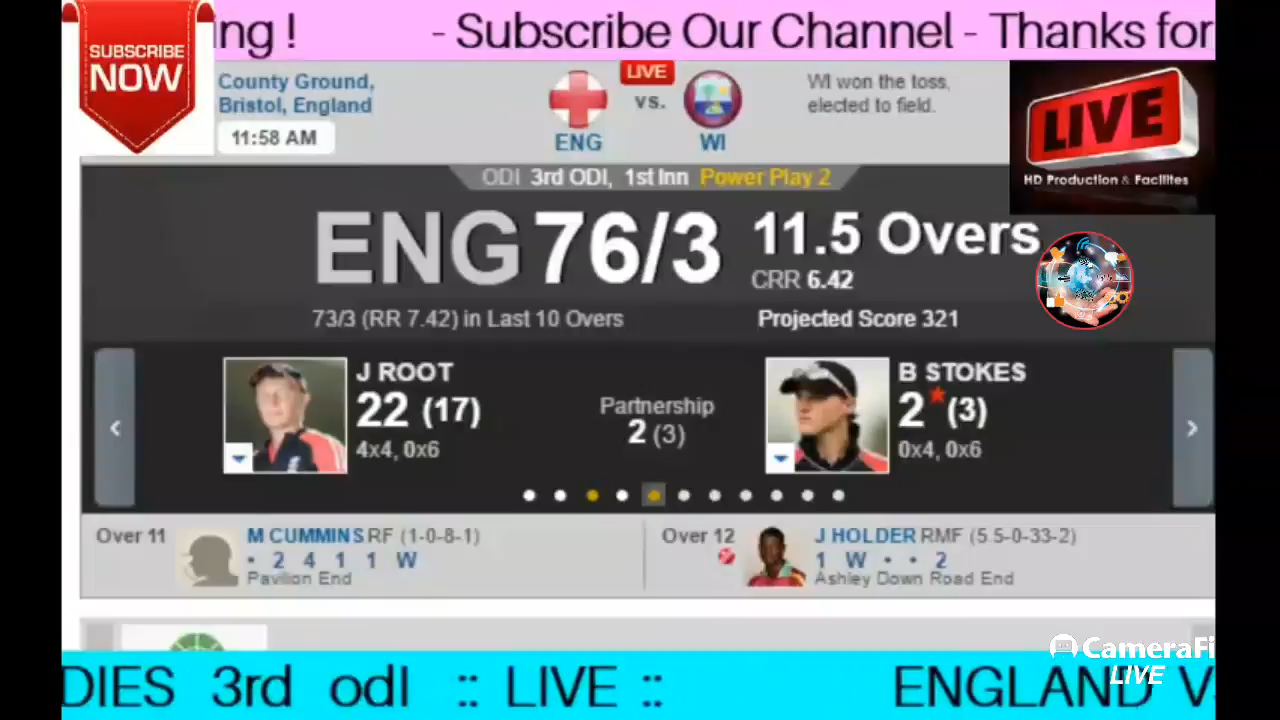 ing !          - Subscribe Our Channel - Thanks for
SUBSCRIBE
NOW
County Ground,
Bristol, England
11:58 AM
LIVE
vs.
ENG
WI
WI won the toss,
elected to field.
LIVE
HD Production & Facilites
ODI 3rd ODI, 1st Inn Power Play 2
ENG 76/3
11.5 Overs
CRR 6.42
73/3 (RR 7.42) in Last 10 Overs
Projected Score 321
J ROOT
22 (17)
4x4, 0x6
Partnership
2 (3)
B STOKES
2* (3)
0x4, 0x6
Over 11
M CUMMINS RF (1-0-8-1)
• 2 4 1 1 W
Pavilion End
Over 12
J HOLDER RMF (5.5-0-33-2)
1 W • • 2
Ashley Down Road End
CameraFi
LIVE
DIES 3rd odI :: LIVE ::          ENGLAND V